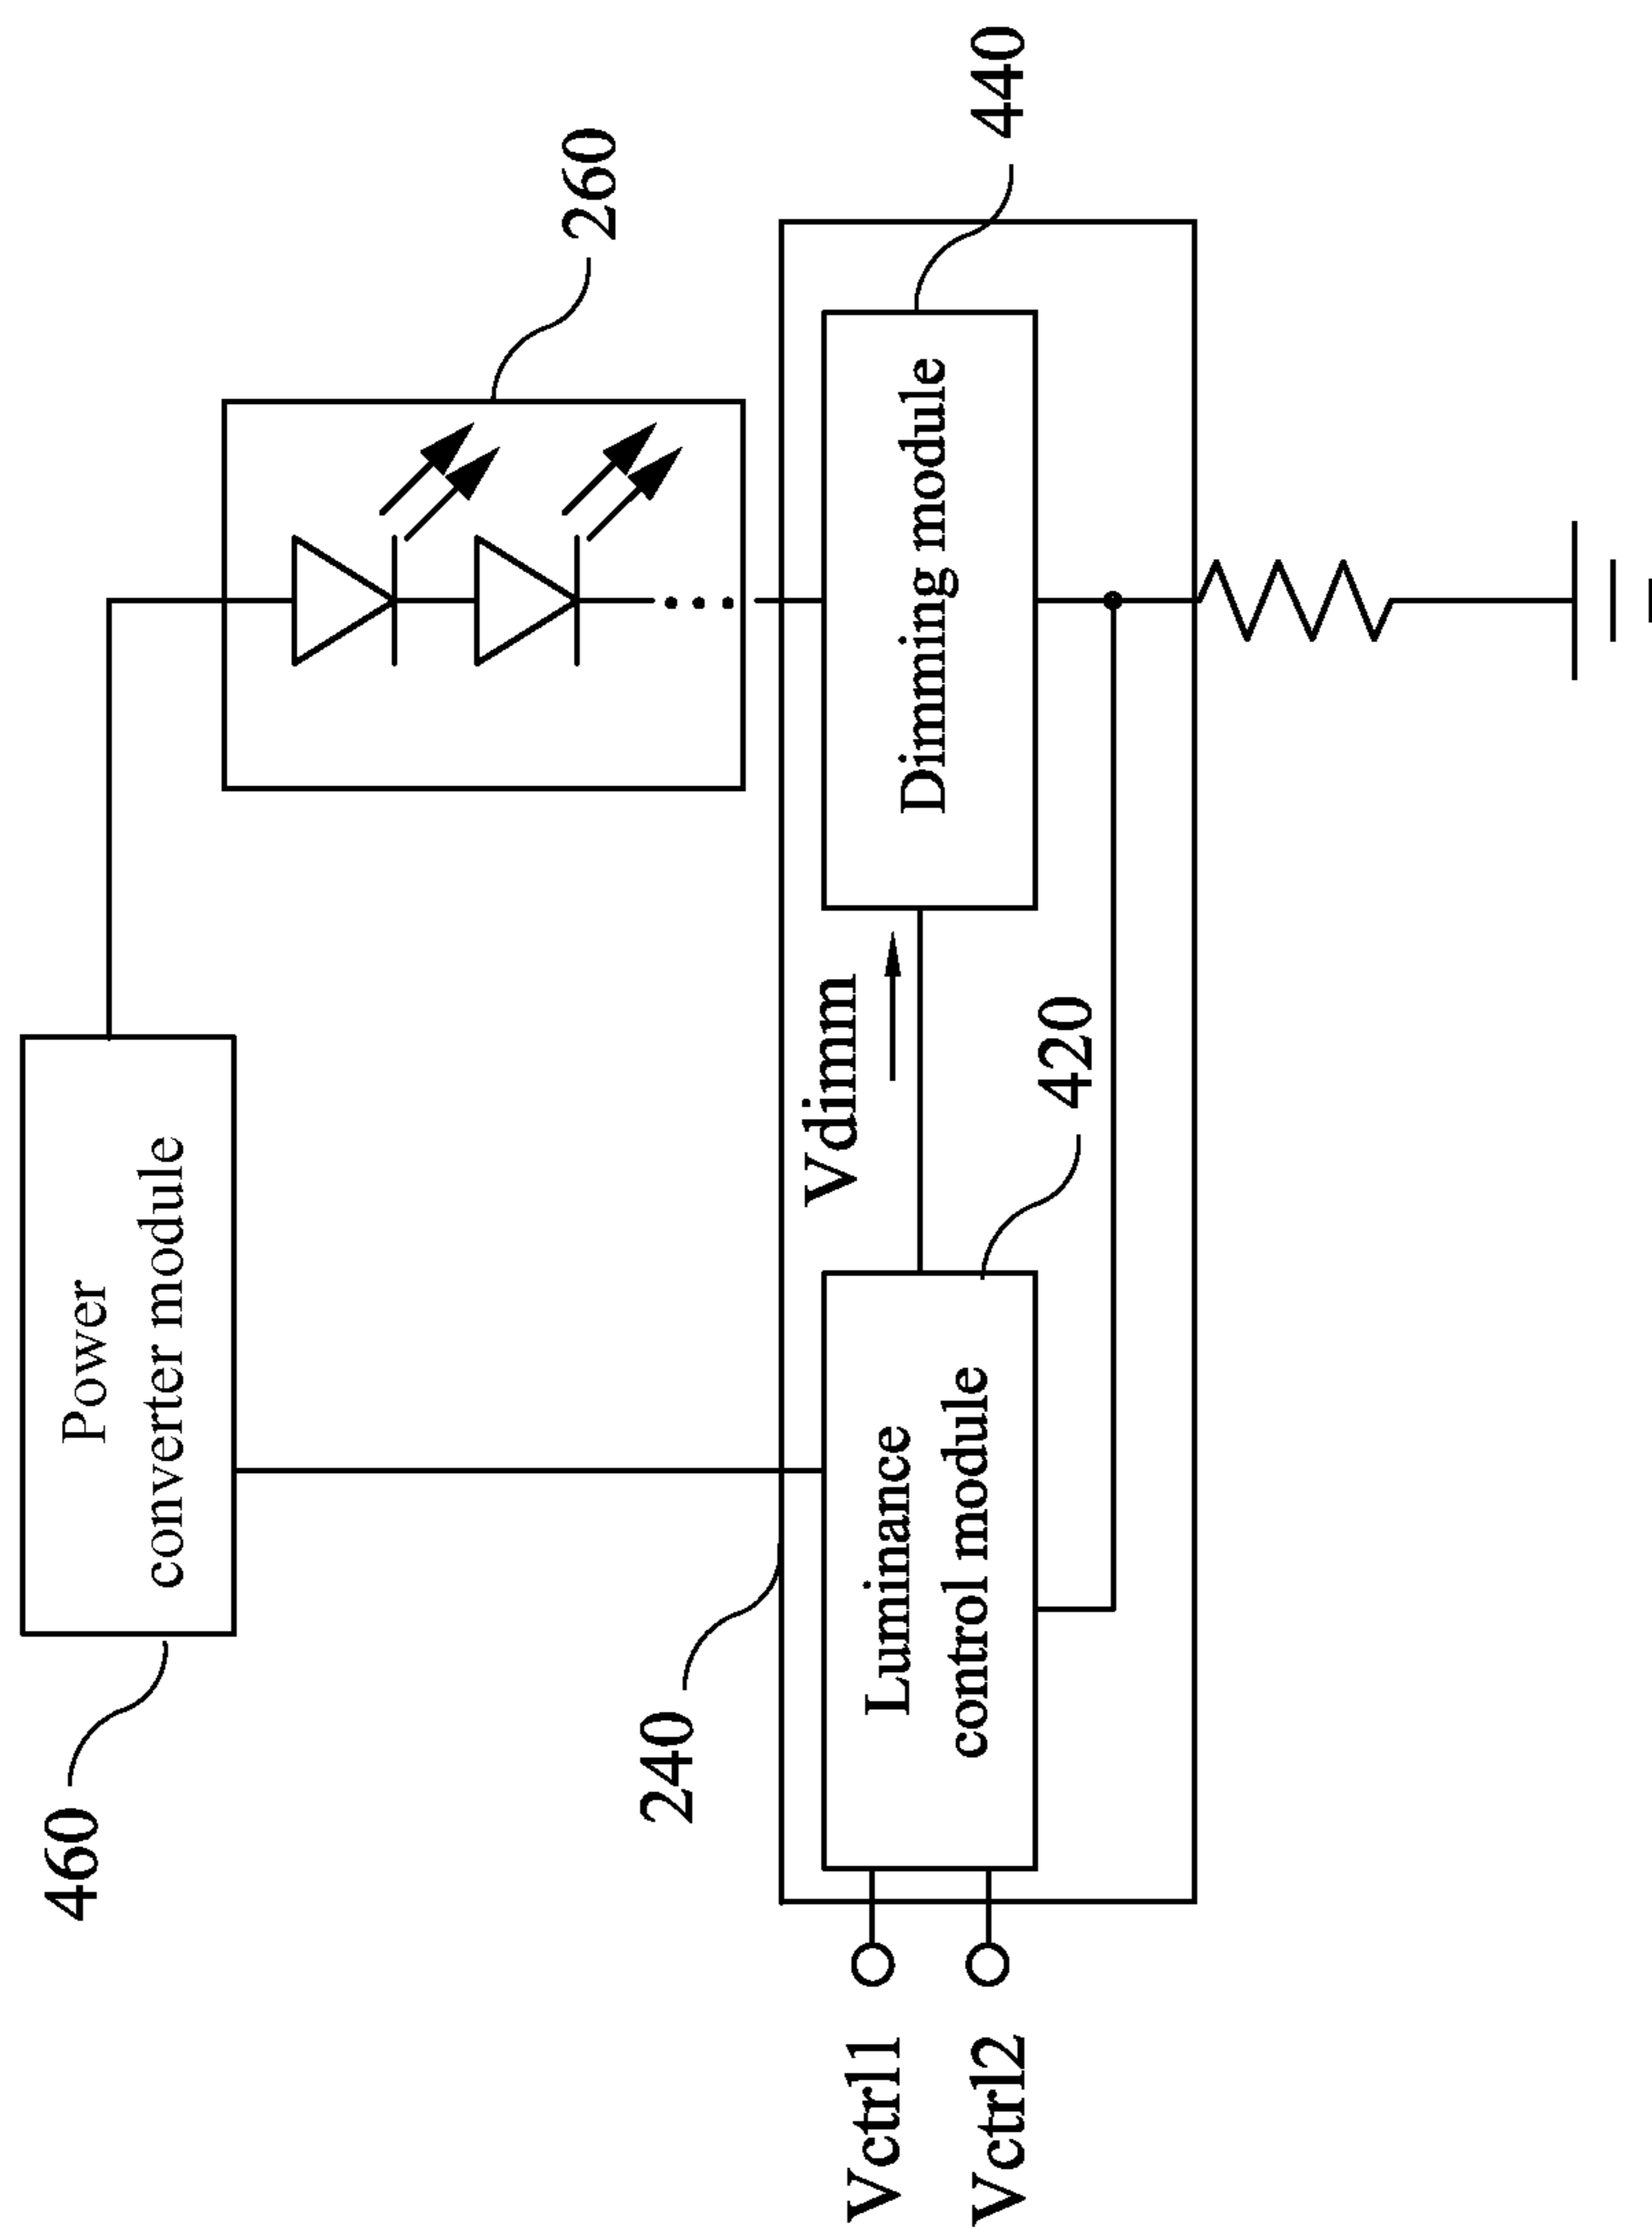 460
Power
converter module
260
240
Vdimm
440
Vctrl1
Vctrl2
Luminance
control module
Dimming module
420